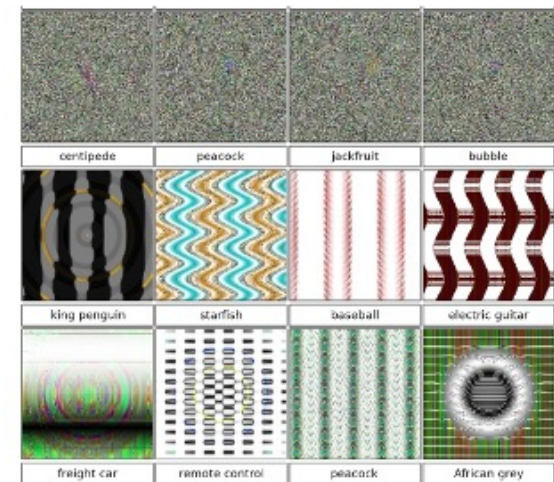 centipede peacock jackfruit bubble
king penguin starfish baseball electric guitar
freight car remote control peacock African grey